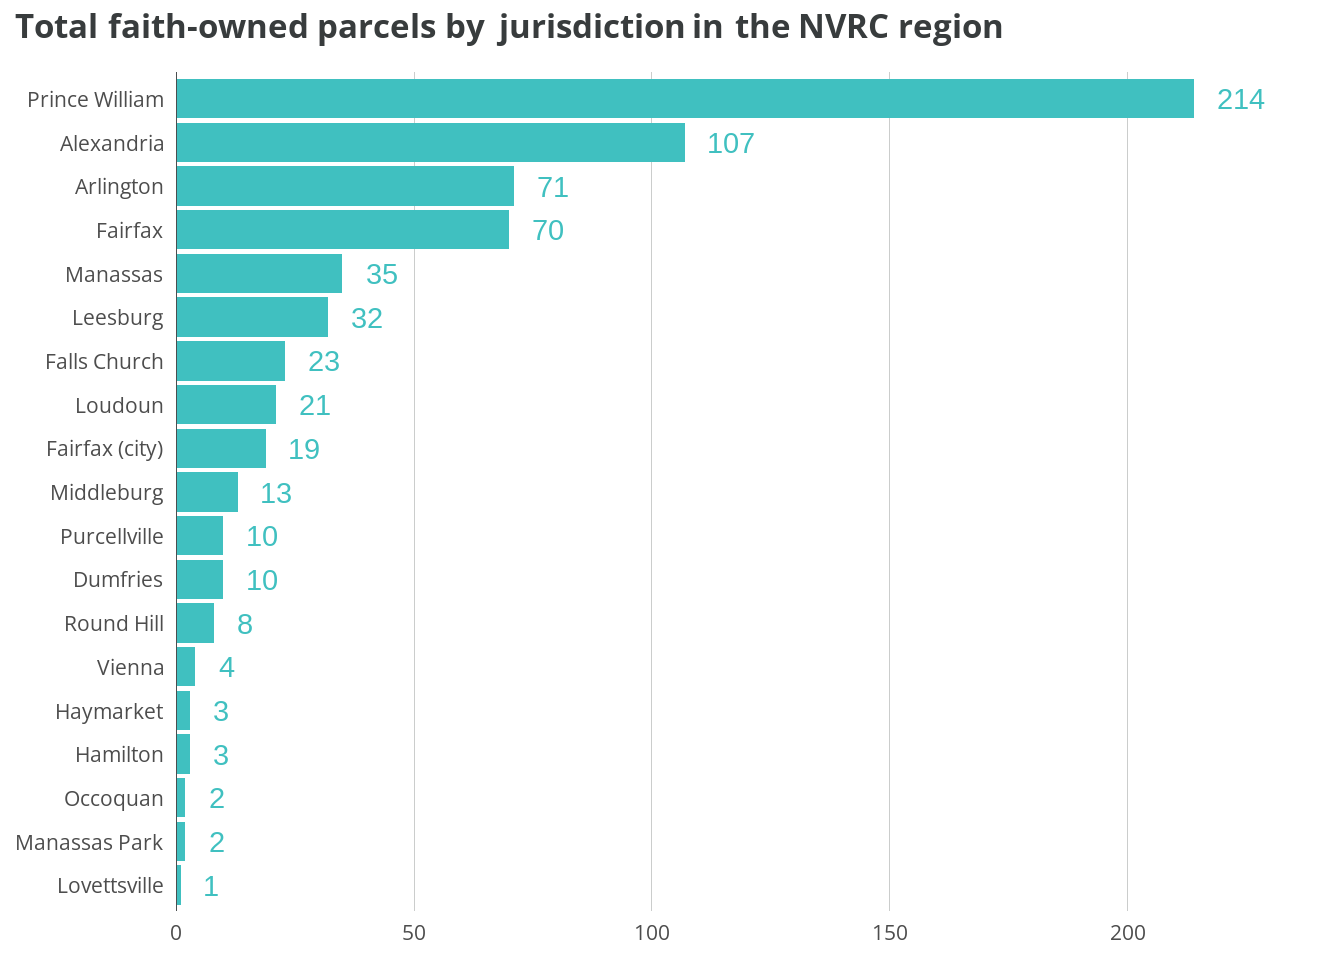 Total faith-owned parcels by jurisdiction in the NVRC region
Prince William 214
Alexandria 107
Arlington 71
Fairfax 70
Manassas 35
Leesburg 32
Falls Church 23
Loudoun 21
Fairfax (city) 19
Middleburg 13
Purcellville 10
Dumfries 10
Round Hill 8
Vienna 4
Haymarket 3
Hamilton 3
Occoquan 2
Manassas Park 2
Lovettsville 1
0 50 100 150 200